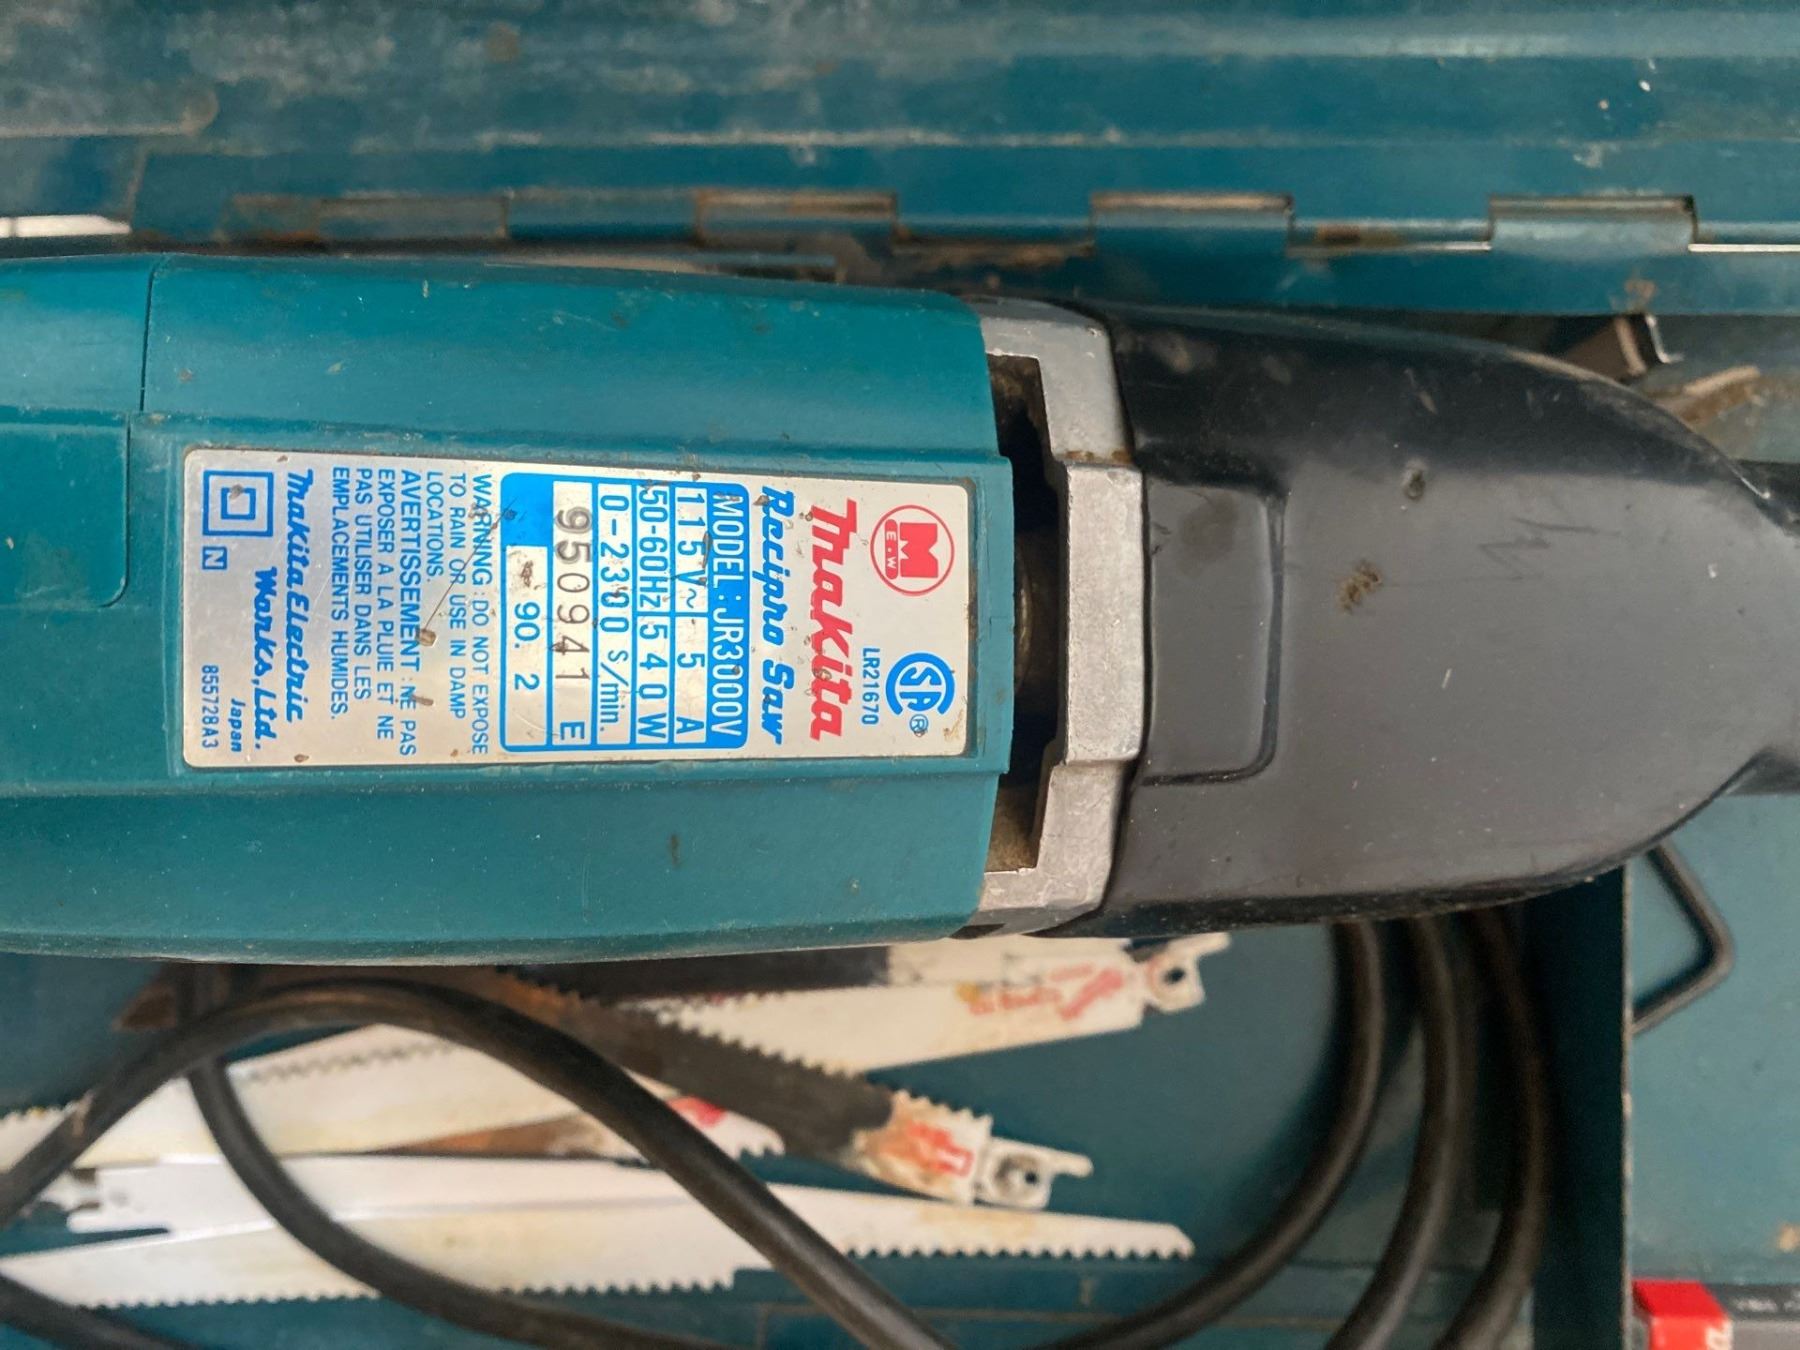 M
E.W
SA®
LR21670
Makita
Recipro Saw
MODEL:JR3000V
115V~ 5 A
50-60Hz 540W
0-2300 s/min.
950941 E
90. 2
WARNING : DO NOT EXPOSE
TO RAIN OR USE IN DAMP
LOCATIONS.
AVERTISSEMENT : NE PAS
EXPOSER A LA PLUIE ET NE
PAS UTILISER DANS LES
EMPLACEMENTS HUMIDES.
Makita Electric
Works, Ltd.
Japan
N
855728A3